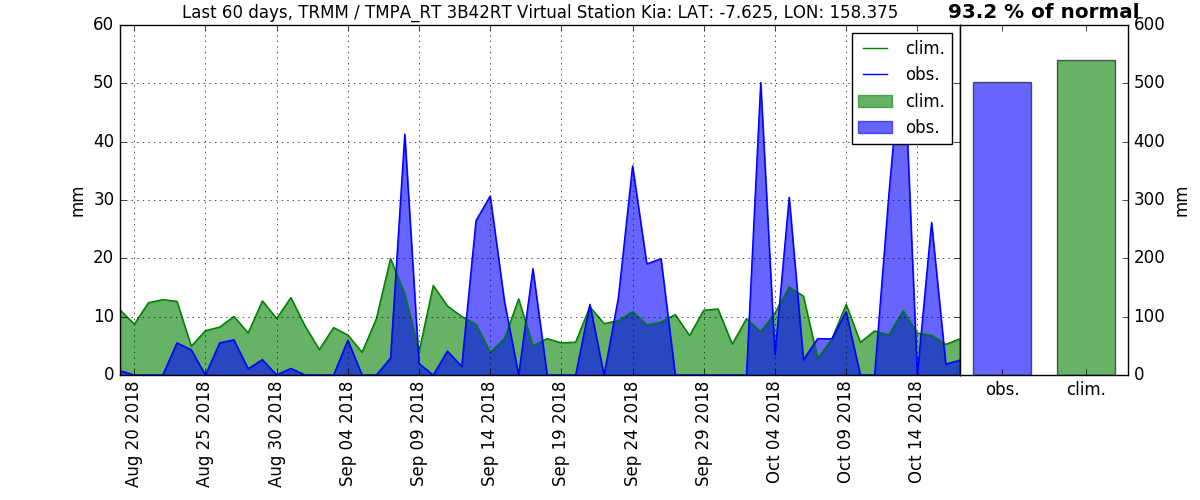 Last 60 days, TRMM / TMPA_RT 3B42RT Virtual Station Kia: LAT: -7.625, LON: 158.375
93.2 % of normal
60
50
40
30
20
10
0
mm
clim.
obs.
clim.
obs.
600
500
400
300
200
100
0
mm
obs.
clim.
Aug 20 2018
Aug 25 2018
Aug 30 2018
Sep 04 2018
Sep 09 2018
Sep 14 2018
Sep 19 2018
Sep 24 2018
Sep 29 2018
Oct 04 2018
Oct 09 2018
Oct 14 2018